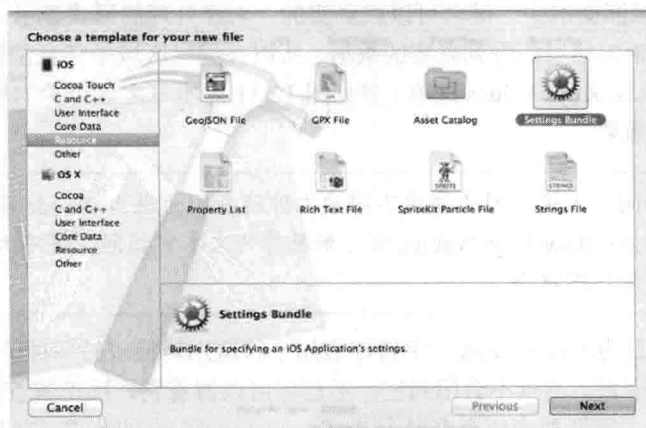 Choose a template for your new file:
iOS
Cocoa Touch
C and C++
User Interface
Core Data
Resource
Other
OS X
Cocoa
C and C++
User Interface
Core Data
Resource
Other
GeoJSON File
GPX File
Asset Catalog
Settings Bundle
Property List
Rich Text File
SpriteKit Particle File
Strings File
Settings Bundle
Bundle for specifying an iOS Application's settings.
Cancel
Previous
Next